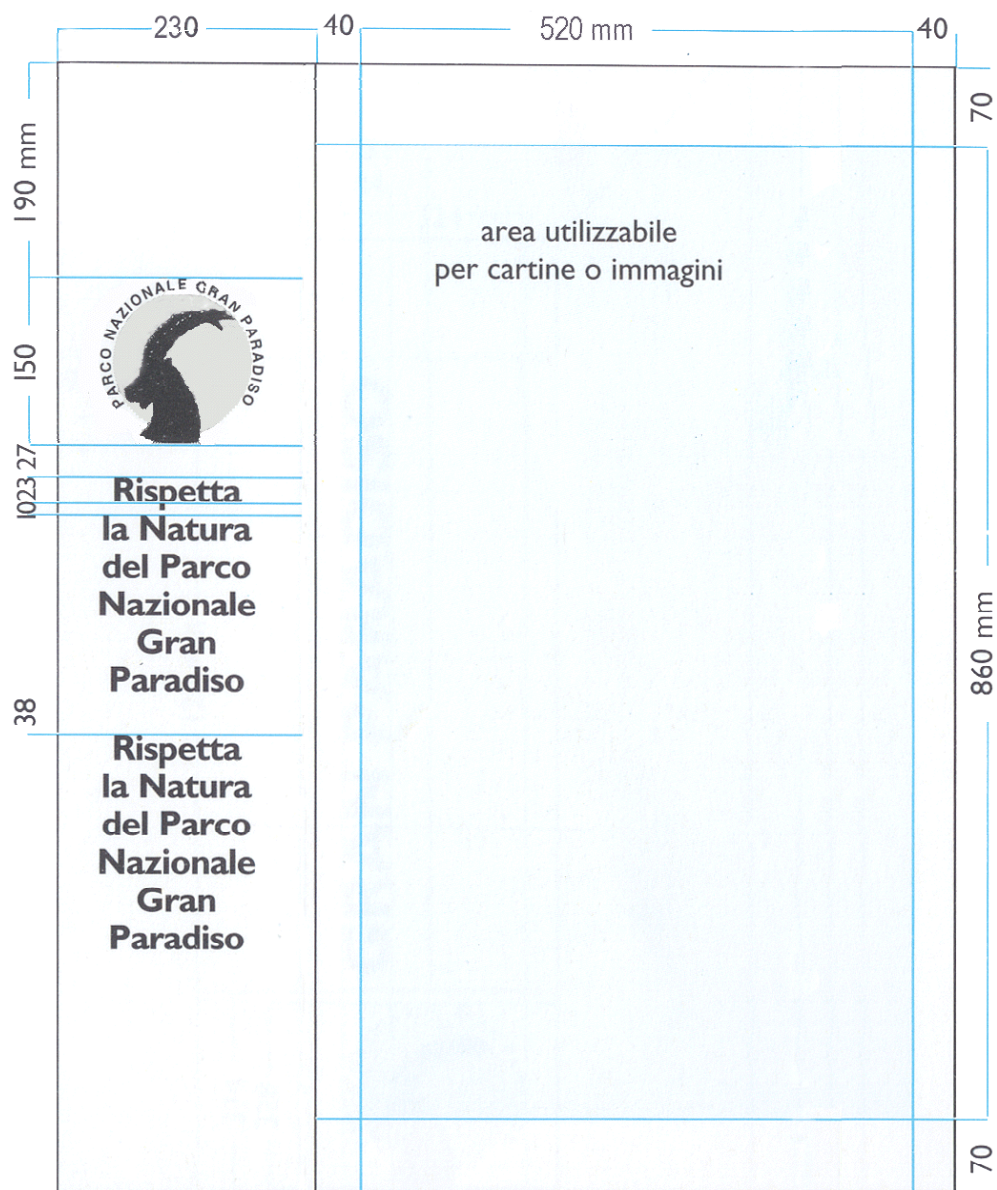 230
40
520 mm
40
70
190 mm
area utilizzabile
per cartine o immagini
PARCO NAZIONALE GRAN PARADISO
150
27
23
10
Rispetta
la Natura
del Parco
Nazionale
Gran
Paradiso
860 mm
38
Rispetta
la Natura
del Parco
Nazionale
Gran
Paradiso
70